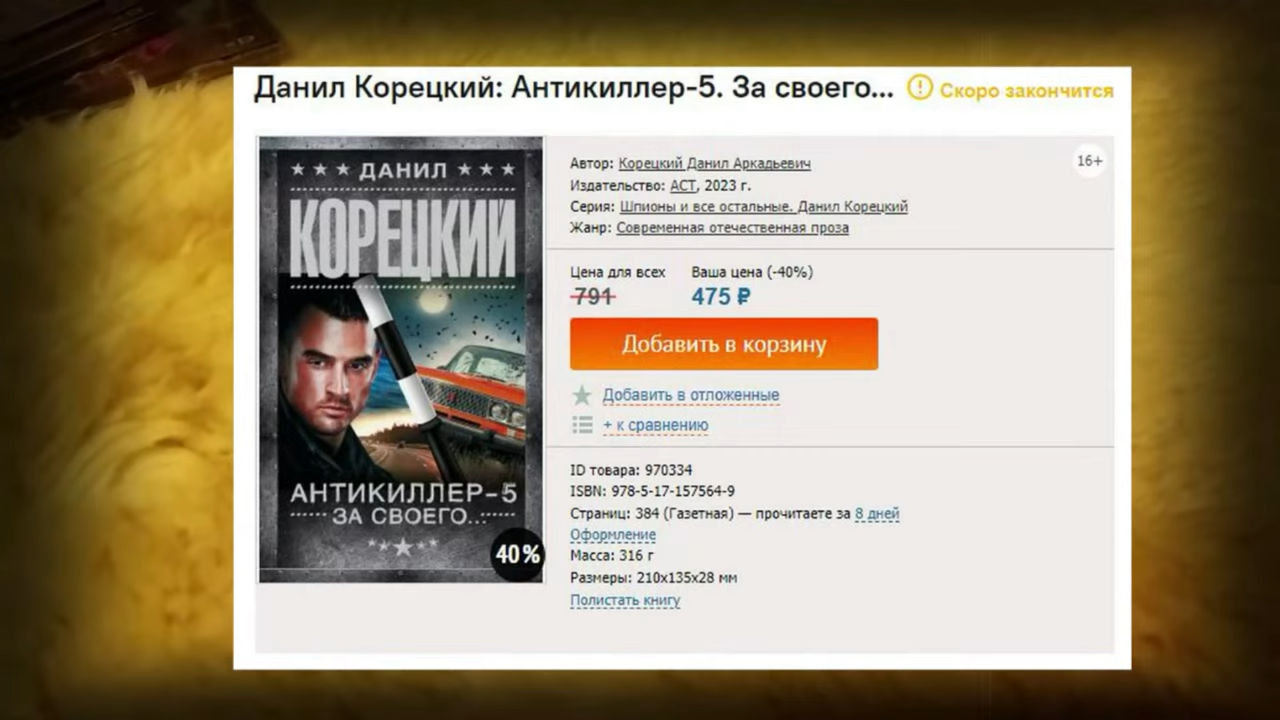 Данил Корецкий: Антикиллер-5. За своего...
Скоро закончится
ДАНИЛ
КОРЕЦКИЙ
АНТИКИЛЛЕР-5
ЗА СВОЕГО...
40%
16+
Автор: Корецкий Данил Аркадьевич
Издательство: АСТ, 2023 г.
Серия: Шпионы и все остальные. Данил Корецкий
Жанр: Современная отечественная проза
Цена для всех Ваша цена (-40%)
791 475 ₽
Добавить в корзину
Добавить в отложенные
+ к сравнению
ID товара: 970334
ISBN: 978-5-17-157564-9
Страниц: 384 (Газетная) — прочитаете за 8 дней
Оформление
Масса: 316 г
Размеры: 210x135x28 мм
Полистать книгу